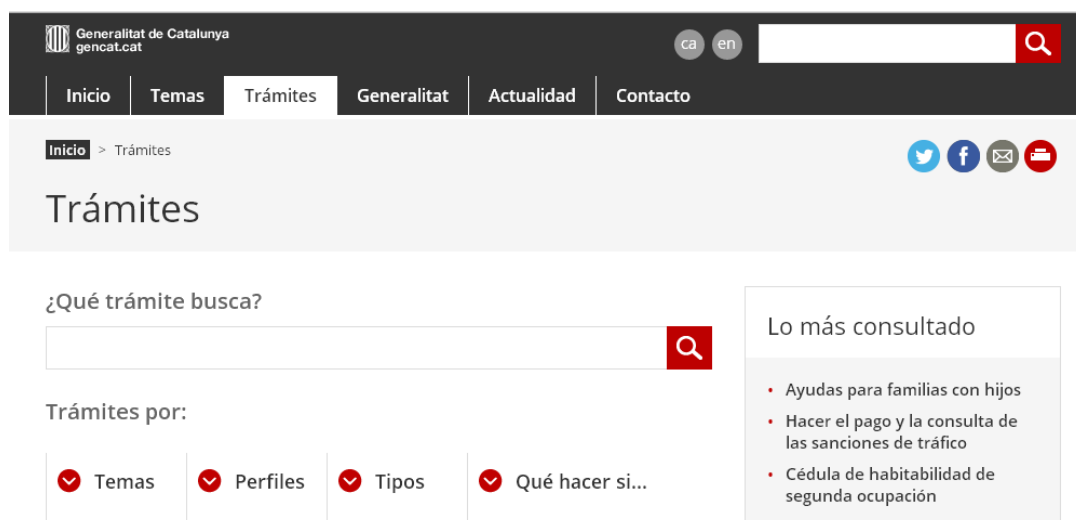 Generalitat de Catalunya
gencat.cat
ca en
Inicio Temas Trámites Generalitat Actualidad Contacto
Inicio > Trámites
Trámites
¿Qué trámite busca?
Trámites por:
Temas Perfiles Tipos Qué hacer si...
Lo más consultado
• Ayudas para familias con hijos
• Hacer el pago y la consulta de
las sanciones de tráfico
• Cédula de habitabilidad de
segunda ocupación